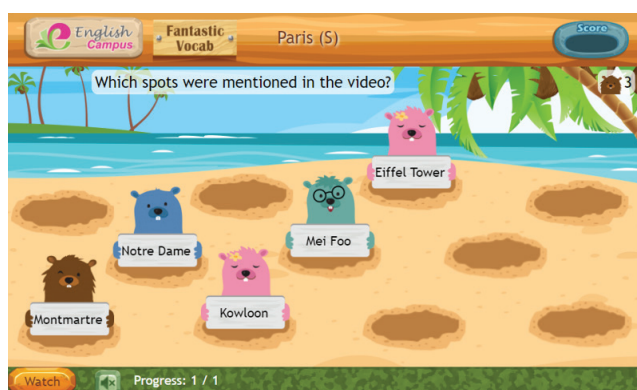 English Campus
Fantastic Vocab
Paris (S)
Score
Which spots were mentioned in the video?
3
Eiffel Tower
Mei Foo
Notre Dame
Kowloon
Montmartre
Watch
Progress: 1 / 1